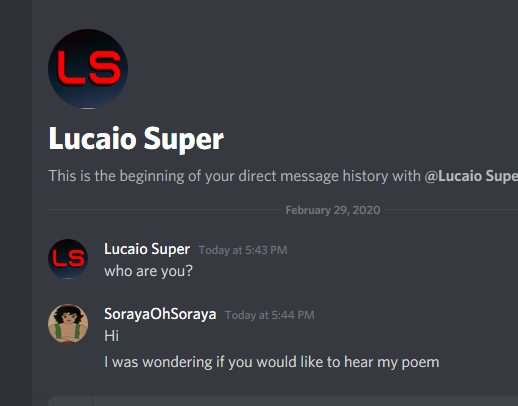 LS
Lucaio Super
This is the beginning of your direct message history with @Lucaio Supe
February 29, 2020
LS
Lucaio Super Today at 5:43 PM
who are you?
SorayaOhSoraya Today at 5:44 PM
Hi
I was wondering if you would like to hear my poem